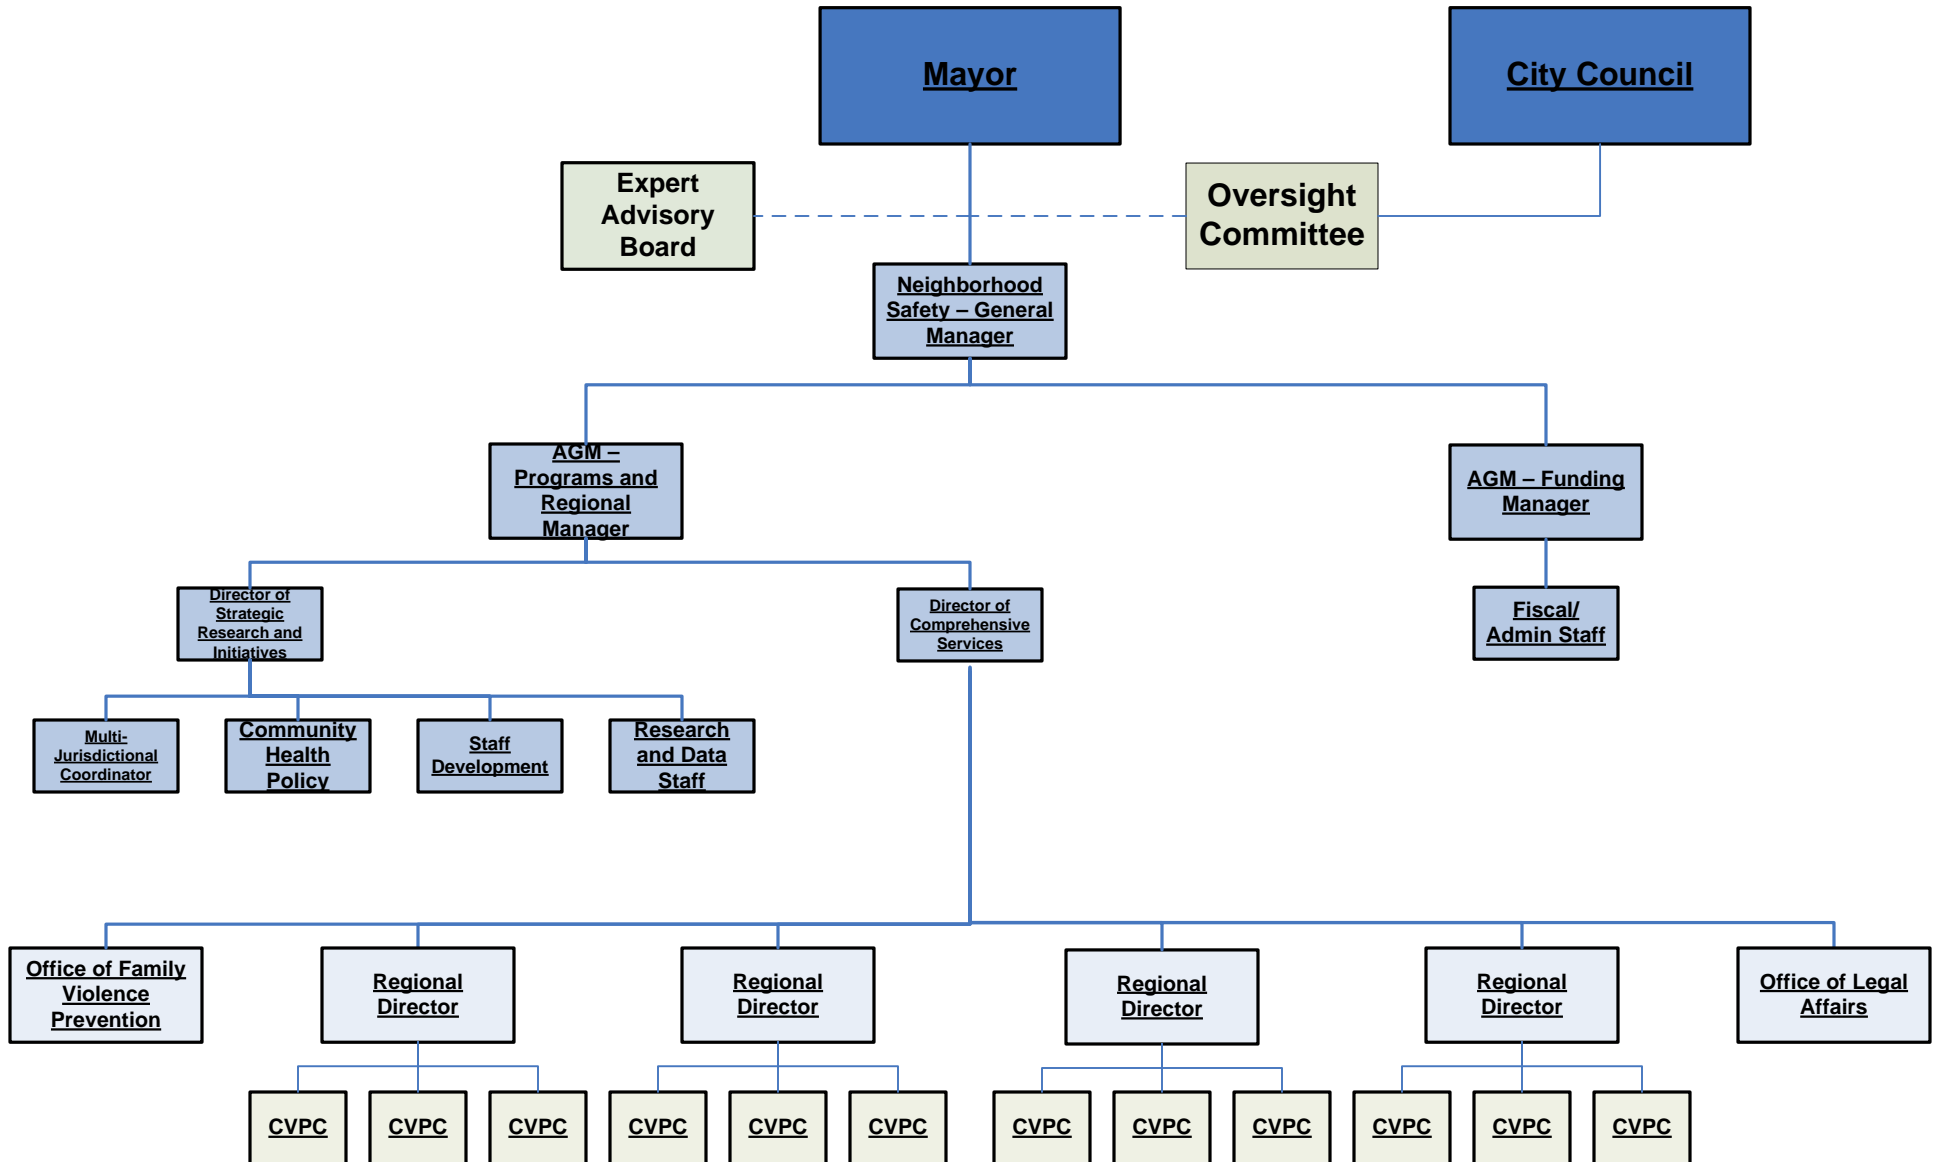 Mayor
City Council
Expert
Advisory
Board
Oversight
Committee
Neighborhood
Safety – General
Manager
AGM –
Programs and
Regional
Manager
AGM – Funding
Manager
Director of
Strategic
Research and
Initiatives
Director of
Comprehensive
Services
Fiscal/
Admin Staff
Multi-
Jurisdictional
Coordinator
Community
Health
Policy
Staff
Development
Research
and Data
Staff
Office of Family
Violence
Prevention
Regional
Director
Regional
Director
Regional
Director
Regional
Director
Office of Legal
Affairs
CVPC
CVPC
CVPC
CVPC
CVPC
CVPC
CVPC
CVPC
CVPC
CVPC
CVPC
CVPC